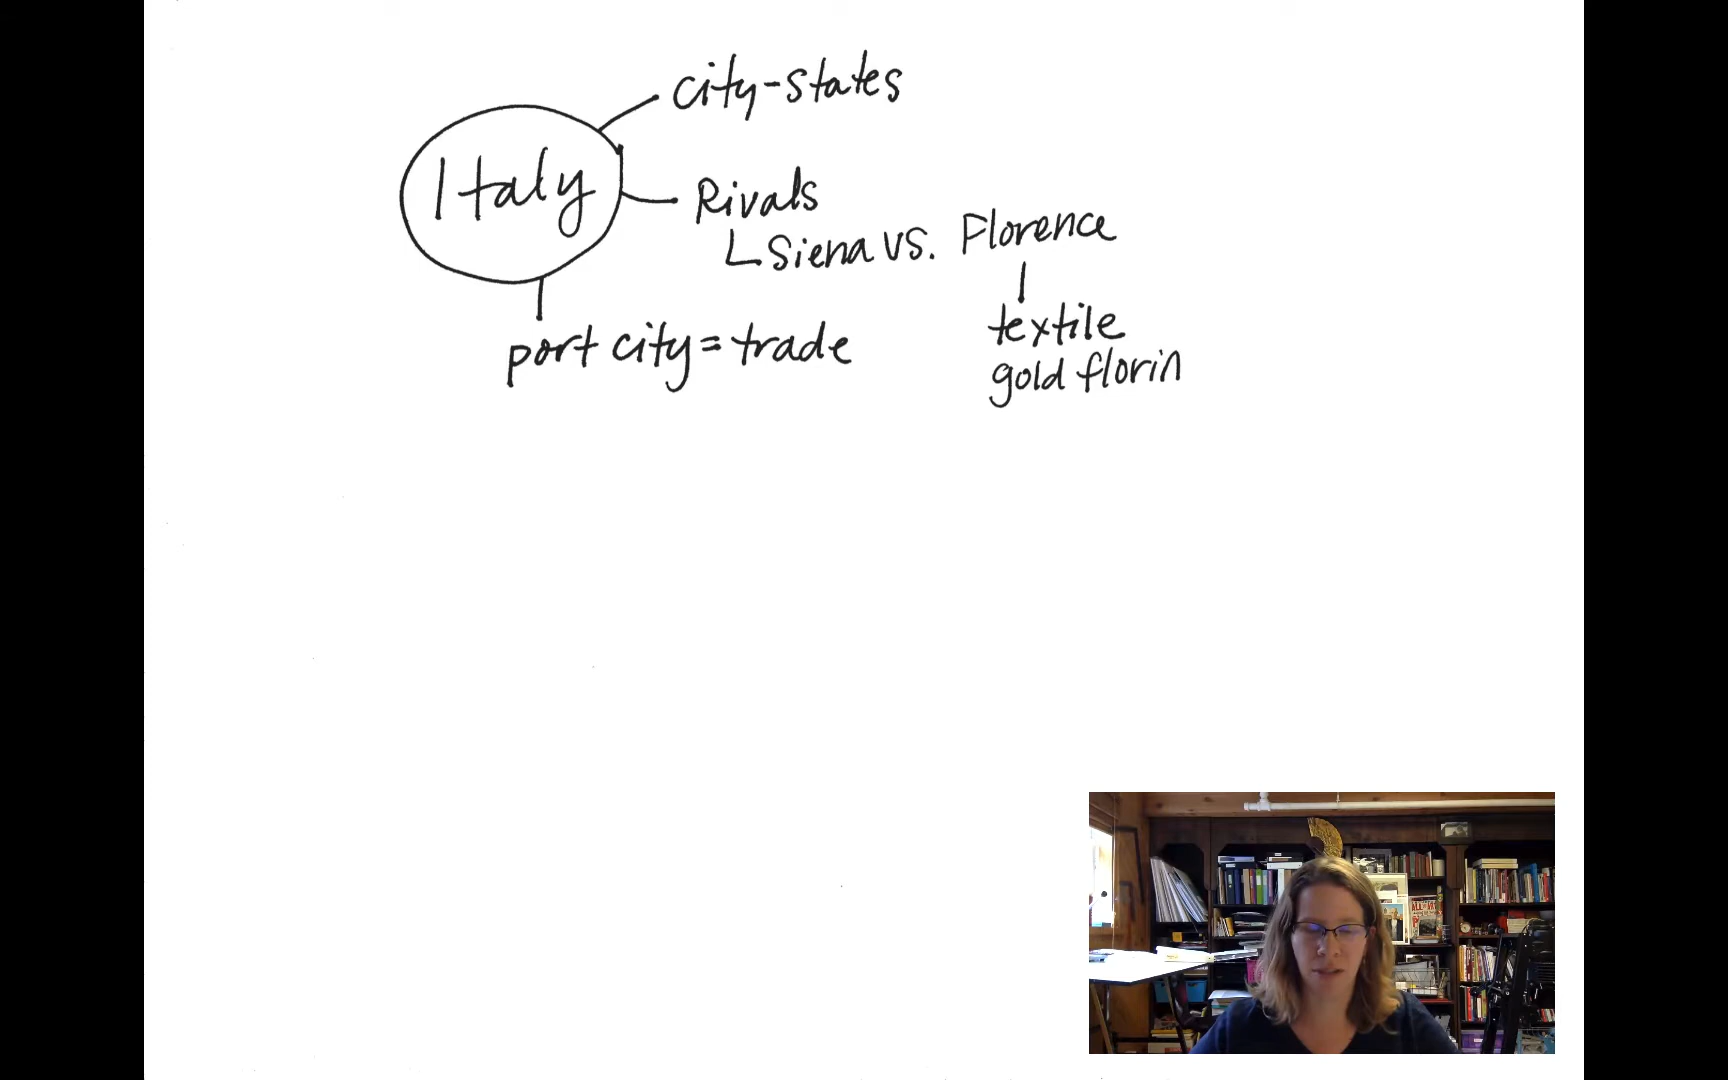 city-states
Italy
Rivals
Siena vs. Florence
textile
gold florin
port city = trade